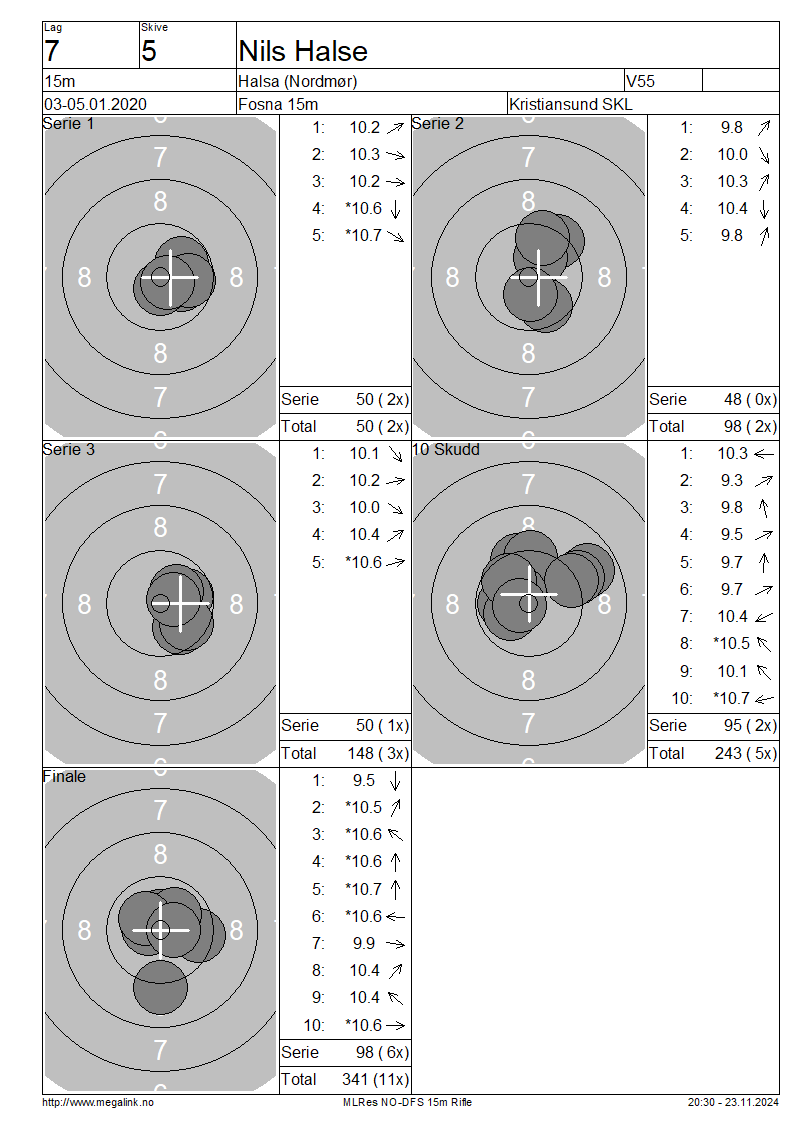 Lag Skive
7 5 Nils Halse
15m Halsa (Nordmør) V55
03-05.01.2020 Fosna 15m Kristiansund SKL
Serie 1
7
8
8 8
8
7
1: 10.2
2: 10.3
3: 10.2
4: *10.6
5: *10.7
Serie 50 ( 2x)
Total 50 ( 2x)
Serie 2
7
8
8 8
8
7
1: 9.8
2: 10.0
3: 10.3
4: 10.4
5: 9.8
Serie 48 ( 0x)
Total 98 ( 2x)
Serie 3
7
8
8 8
8
7
1: 10.1
2: 10.2
3: 10.0
4: 10.4
5: *10.6
Serie 50 ( 1x)
Total 148 ( 3x)
10 Skudd
7
8
8 8
8
7
1: 10.3
2: 9.3
3: 9.8
4: 9.5
5: 9.7
6: 9.7
7: 10.4
8: *10.5
9: 10.1
10: *10.7
Serie 95 ( 2x)
Total 243 ( 5x)
Finale
7
8
8 8
7
1: 9.5
2: *10.5
3: *10.6
4: *10.6
5: *10.7
6: *10.6
7: 9.9
8: 10.4
9: 10.4
10: *10.6
Serie 98 ( 6x)
Total 341 (11x)
http://www.megalink.no MLRes NO-DFS 15m Rifle 20:30 - 23.11.2024